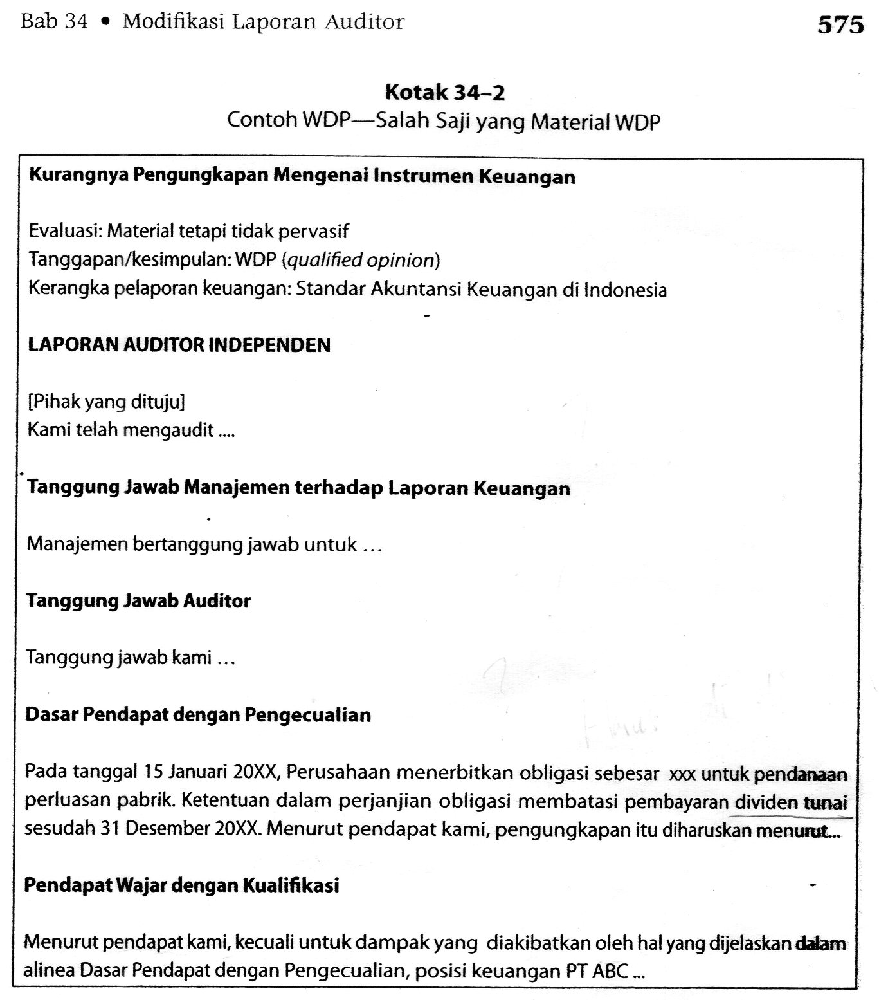 Bab 34 • Modifikasi Laporan Auditor 575
Kotak 34–2
Contoh WDP—Salah Saji yang Material WDP
Kurangnya Pengungkapan Mengenai Instrumen Keuangan
Evaluasi: Material tetapi tidak pervasif
Tanggapan/kesimpulan: WDP (qualified opinion)
Kerangka pelaporan keuangan: Standar Akuntansi Keuangan di Indonesia
LAPORAN AUDITOR INDEPENDEN
[Pihak yang dituju]
Kami telah mengaudit ....
Tanggung Jawab Manajemen terhadap Laporan Keuangan
Manajemen bertanggung jawab untuk ...
Tanggung Jawab Auditor
Tanggung jawab kami ...
Dasar Pendapat dengan Pengecualian
Pada tanggal 15 Januari 20XX, Perusahaan menerbitkan obligasi sebesar xxx untuk pendanaan
perluasan pabrik. Ketentuan dalam perjanjian obligasi membatasi pembayaran dividen tunai
sesudah 31 Desember 20XX. Menurut pendapat kami, pengungkapan itu diharuskan menurut...
Pendapat Wajar dengan Kualifikasi
Menurut pendapat kami, kecuali untuk dampak yang diakibatkan oleh hal yang dijelaskan dalam
alinea Dasar Pendapat dengan Pengecualian, posisi keuangan PT ABC ...